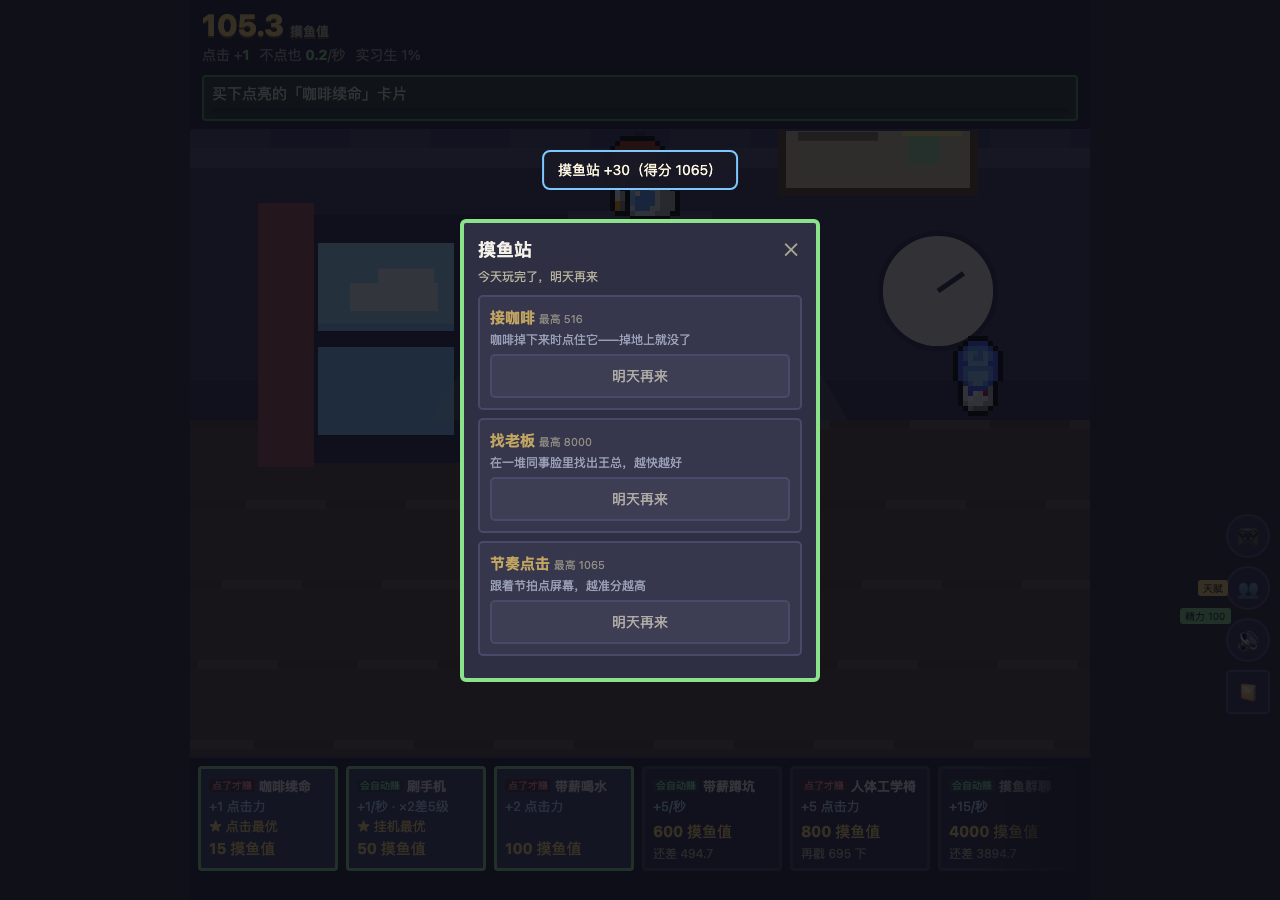 105.3 摸鱼值
点击 +1 不点也 0.2/秒 实习生 1%
买下点亮的「咖啡续命」卡片
摸鱼站 +30（得分 1065）
摸鱼站
今天玩完了，明天再来
接咖啡 最高 516
咖啡掉下来时点住它——掉地上就没了
明天再来
找老板 最高 8000
在一堆同事脸里找出王总，越快越好
明天再来
节奏点击 最高 1065
跟着节拍点屏幕，越准分越高
明天再来
天赋
精力 100
点了才赚 咖啡续命
+1 点击力
★ 点击最优
15 摸鱼值
会自动赚 刷手机
+1/秒 · ×2差5级
★ 挂机最优
50 摸鱼值
点了才赚 带薪喝水
+2 点击力
100 摸鱼值
会自动赚 带薪蹲坑
+5/秒
600 摸鱼值
还差 494.7
点了才赚 人体工学椅
+5 点击力
800 摸鱼值
再戳 695 下
会自动赚 摸鱼群聊
+15/秒
4000 摸鱼值
还差 3894.7